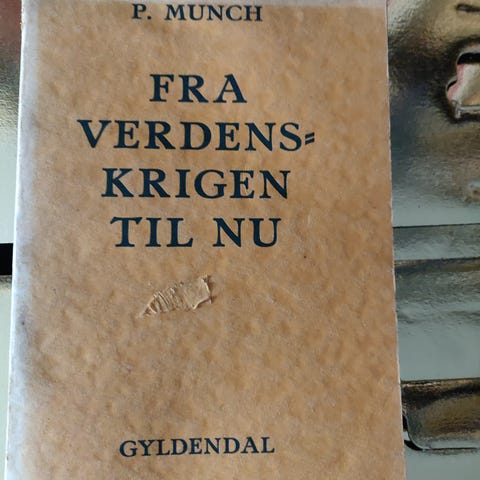 P. MUNCH
FRA
VERDENS=
KRIGEN
TIL NU
GYLDENDAL